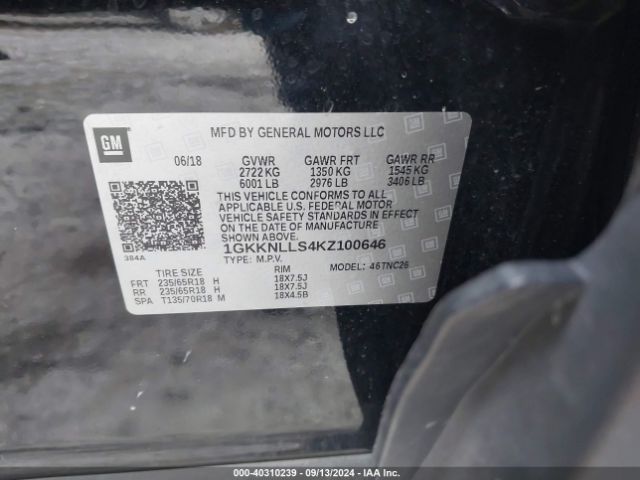 GM
MFD BY GENERAL MOTORS LLC
06/18 GVWR GAWR FRT GAWR RR
2722 KG 1350 KG 1545 KG
6001 LB 2976 LB 3406 LB
THIS VEHICLE CONFORMS TO ALL
APPLICABLE U.S. FEDERAL MOTOR
VEHICLE SAFETY STANDARDS IN EFFECT
ON THE DATE OF MANUFACTURE
SHOWN ABOVE.
384A
1GKKNLLS4KZ100646
TYPE: M.P.V. MODEL: 46TNC26
TIRE SIZE RIM
FRT 235/65R18 H 18X7.5J
RR 235/65R18 H 18X7.5J
SPA T135/70R18 M 18X4.5B
000-40310239 - 09/13/2024 - IAA Inc.